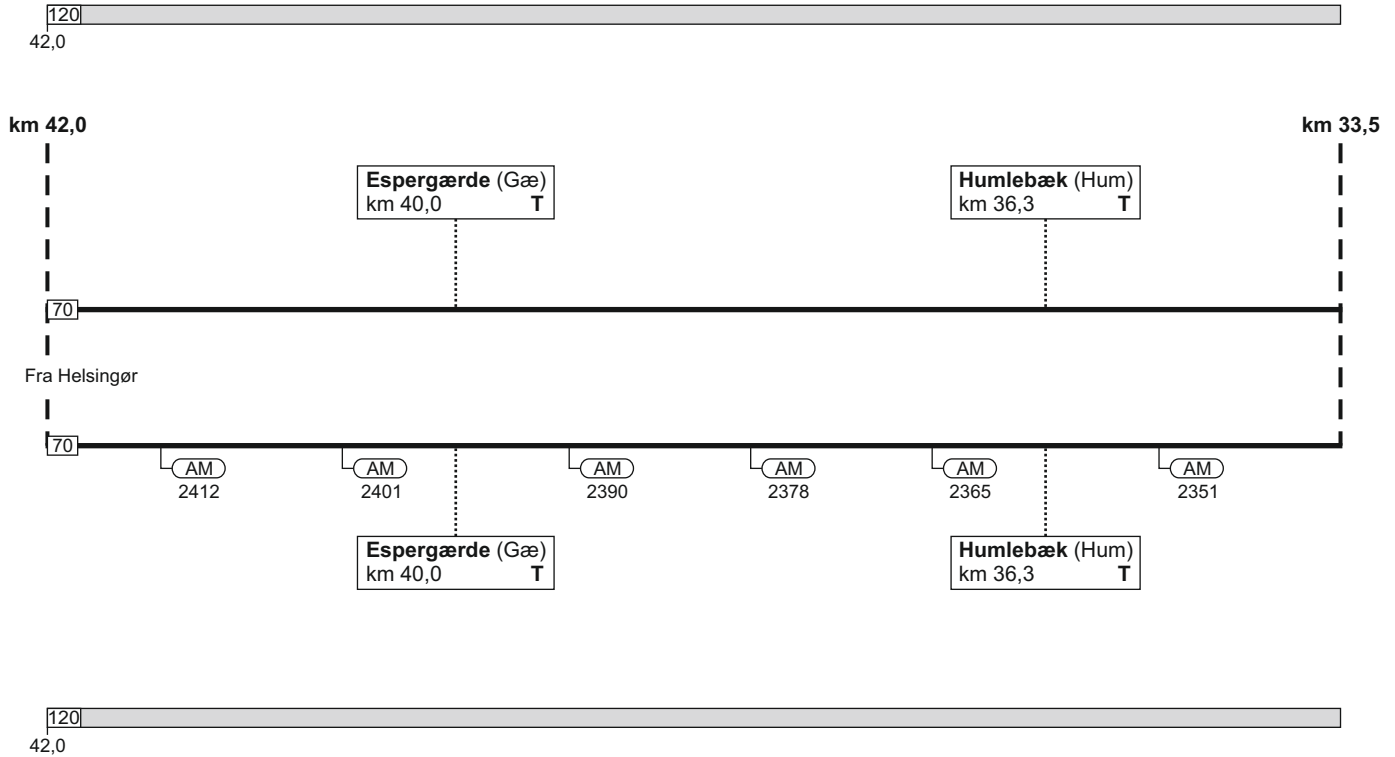 120
42,0
km 42,0
km 33,5
Espergærde (Gæ)
km 40,0 T
Humlebæk (Hum)
km 36,3 T
70
Fra Helsingør
70
AM
2412
AM
2401
AM
2390
AM
2378
AM
2365
AM
2351
Espergærde (Gæ)
km 40,0 T
Humlebæk (Hum)
km 36,3 T
120
42,0